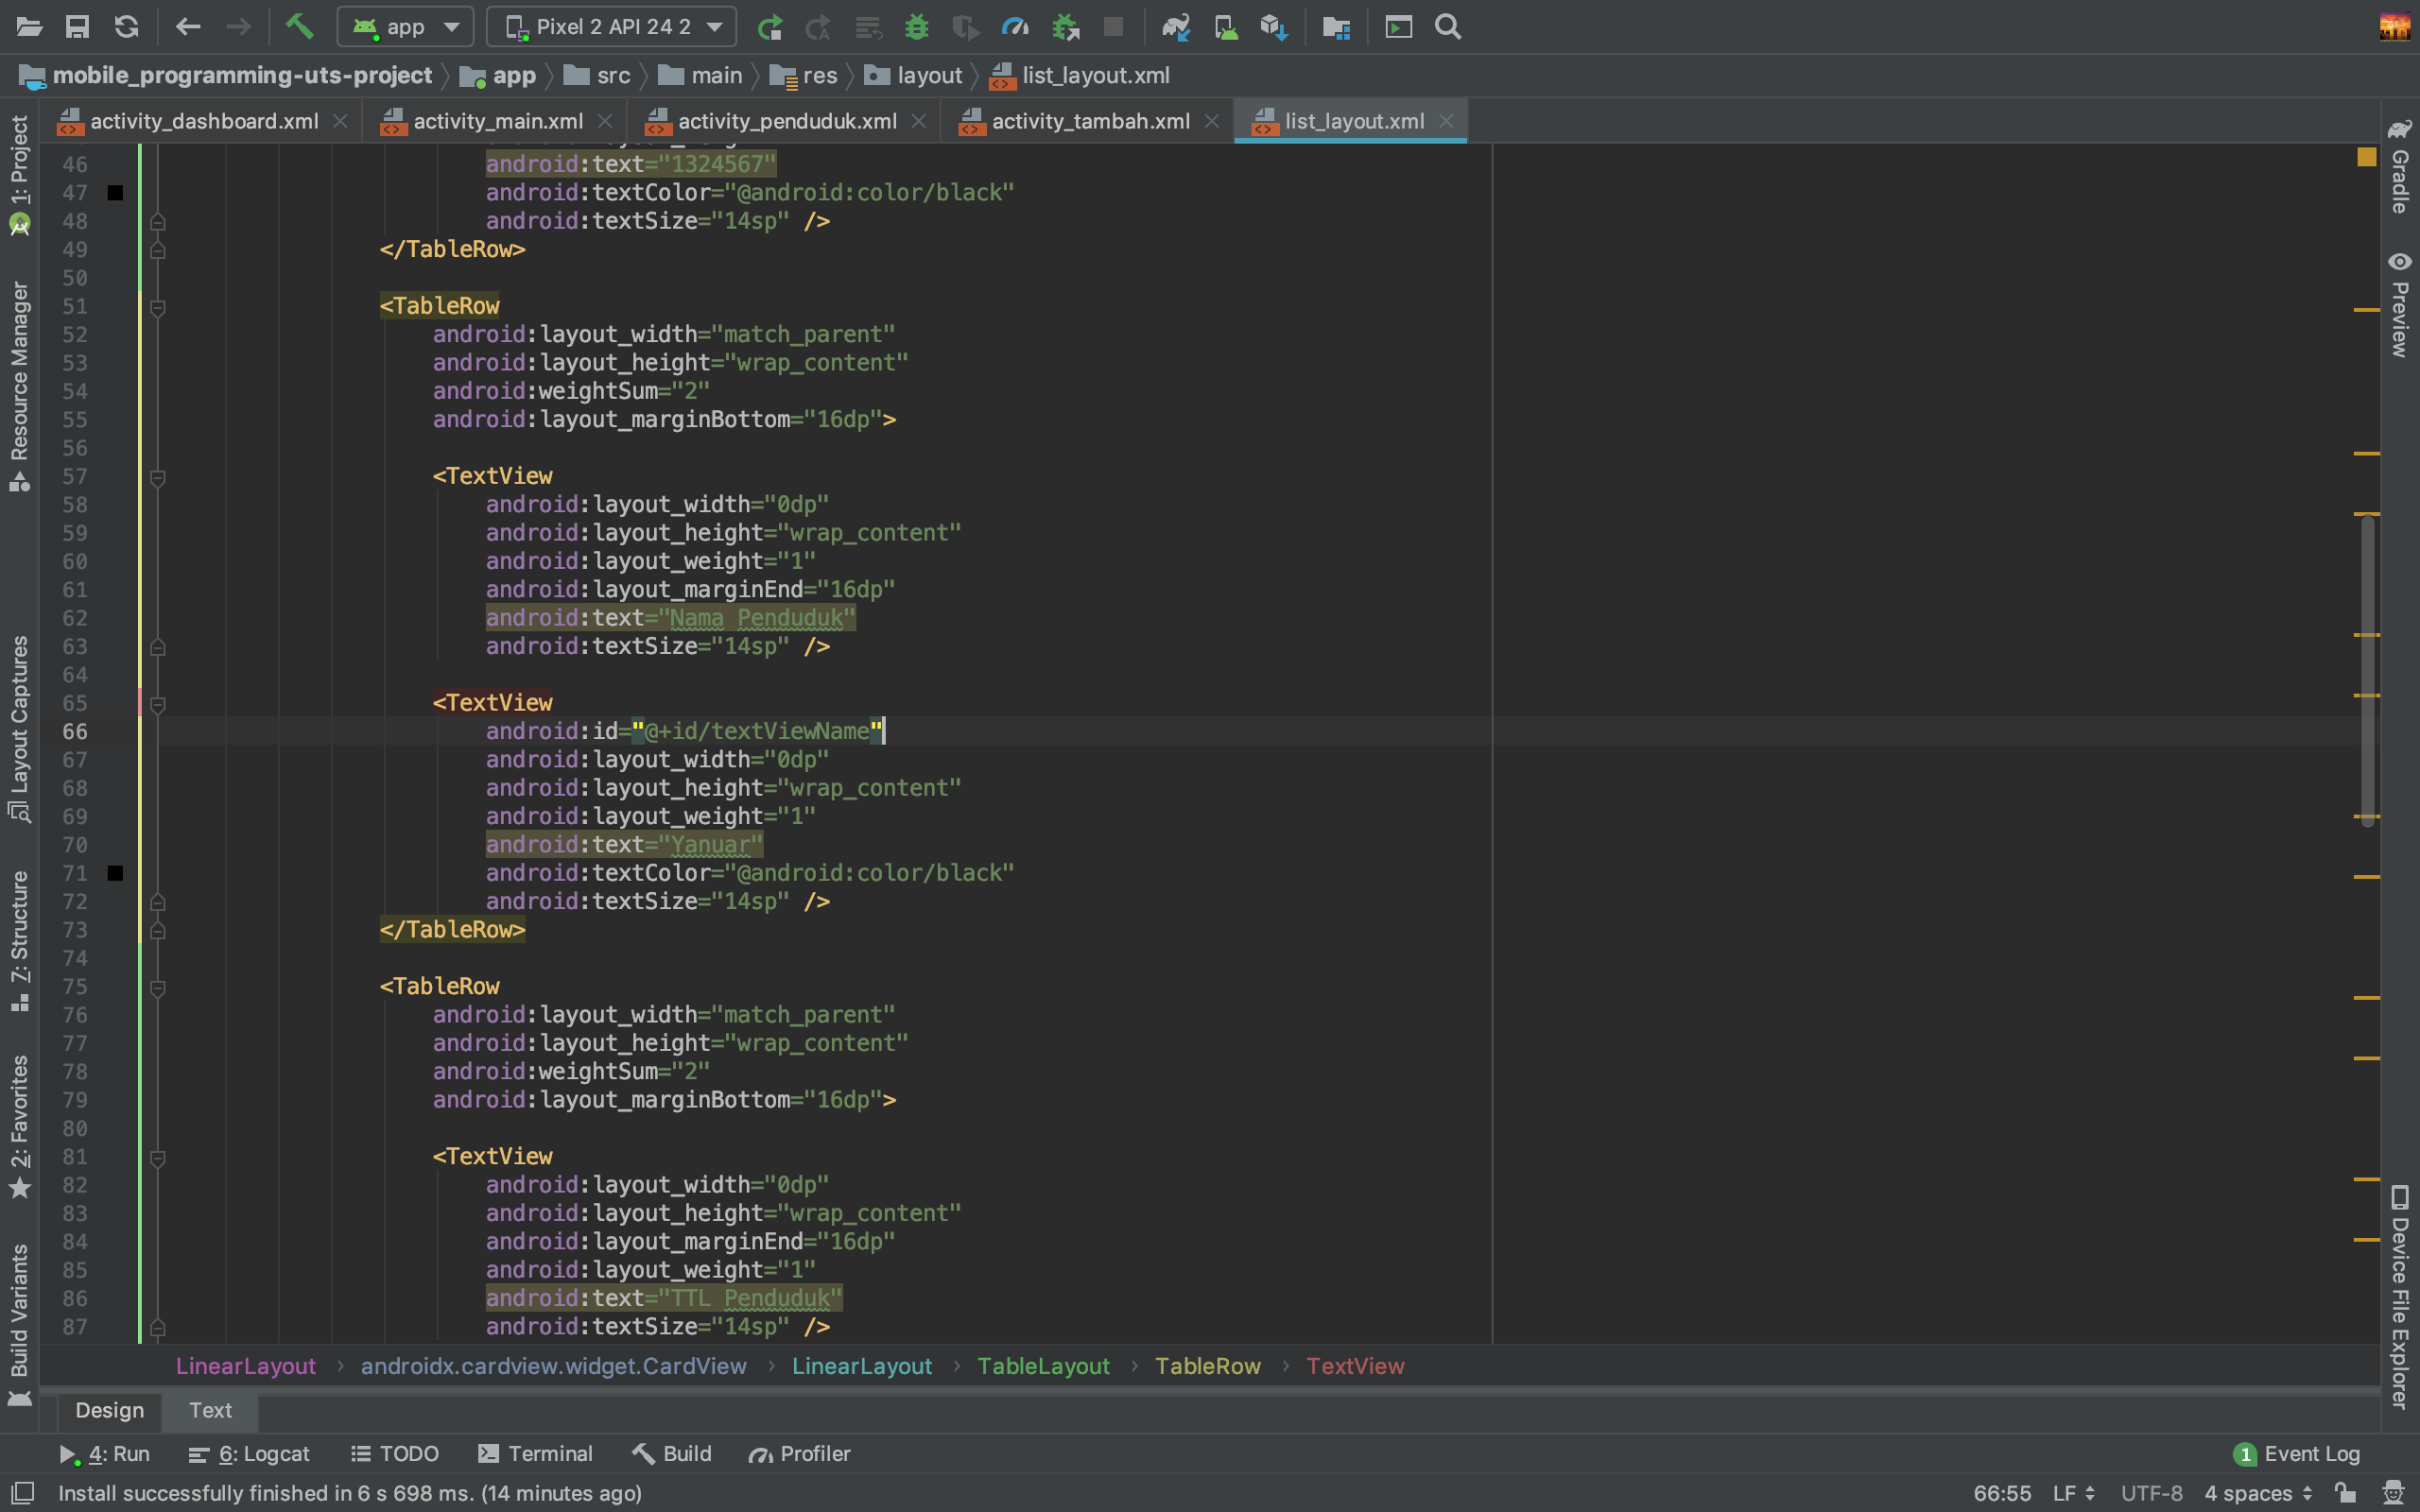 app
Pixel 2 API 24 2
mobile_programming-uts-project
app
src
main
res
layout
list_layout.xml
activity_dashboard.xml
activity_main.xml
activity_penduduk.xml
activity_tambah.xml
list_layout.xml
1: Project
Resource Manager
Layout Captures
7: Structure
2: Favorites
Build Variants
46 android:text="1324567"
47 android:textColor="@android:color/black"
48 android:textSize="14sp" />
49 </TableRow>
50
51 <TableRow
52 android:layout_width="match_parent"
53 android:layout_height="wrap_content"
54 android:weightSum="2"
55 android:layout_marginBottom="16dp">
56
57 <TextView
58 android:layout_width="0dp"
59 android:layout_height="wrap_content"
60 android:layout_weight="1"
61 android:layout_marginEnd="16dp"
62 android:text="Nama Penduduk"
63 android:textSize="14sp" />
64
65 <TextView
66 android:id="@+id/textViewName"
67 android:layout_width="0dp"
68 android:layout_height="wrap_content"
69 android:layout_weight="1"
70 android:text="Yanuar"
71 android:textColor="@android:color/black"
72 android:textSize="14sp" />
73 </TableRow>
74
75 <TableRow
76 android:layout_width="match_parent"
77 android:layout_height="wrap_content"
78 android:weightSum="2"
79 android:layout_marginBottom="16dp">
80
81 <TextView
82 android:layout_width="0dp"
83 android:layout_height="wrap_content"
84 android:layout_marginEnd="16dp"
85 android:layout_weight="1"
86 android:text="TTL Penduduk"
87 android:textSize="14sp" />
Gradle
Preview
Device File Explorer
LinearLayout › androidx.cardview.widget.CardView › LinearLayout › TableLayout › TableRow › TextView
Design
Text
4: Run
6: Logcat
TODO
Terminal
Build
Profiler
1 Event Log
Install successfully finished in 6 s 698 ms. (14 minutes ago)
66:55
LF
UTF-8
4 spaces